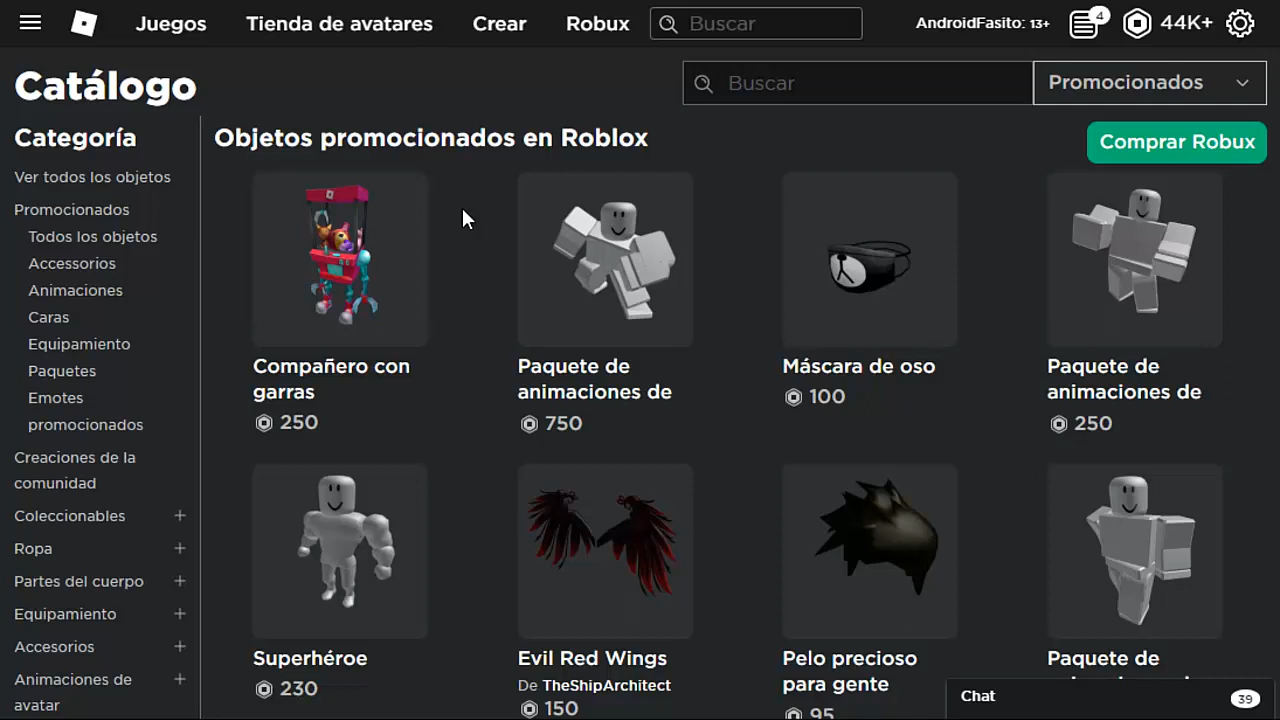 Juegos Tienda de avatares Crear Robux Buscar AndroidFasito: 13+ 4 44K+
Catálogo
Buscar Promocionados
Categoría
Ver todos los objetos
Promocionados
Todos los objetos
Accessorios
Animaciones
Caras
Equipamiento
Paquetes
Emotes
promocionados
Creaciones de la
comunidad
Coleccionables +
Ropa +
Partes del cuerpo +
Equipamiento +
Accesorios +
Animaciones de +
avatar
Objetos promocionados en Roblox
Comprar Robux
Compañero con
garras
250
Paquete de
animaciones de
750
Máscara de oso
100
Paquete de
animaciones de
250
Superhéroe
230
Evil Red Wings
De TheShipArchitect
150
Pelo precioso
para gente
95
Paquete de
Chat 39